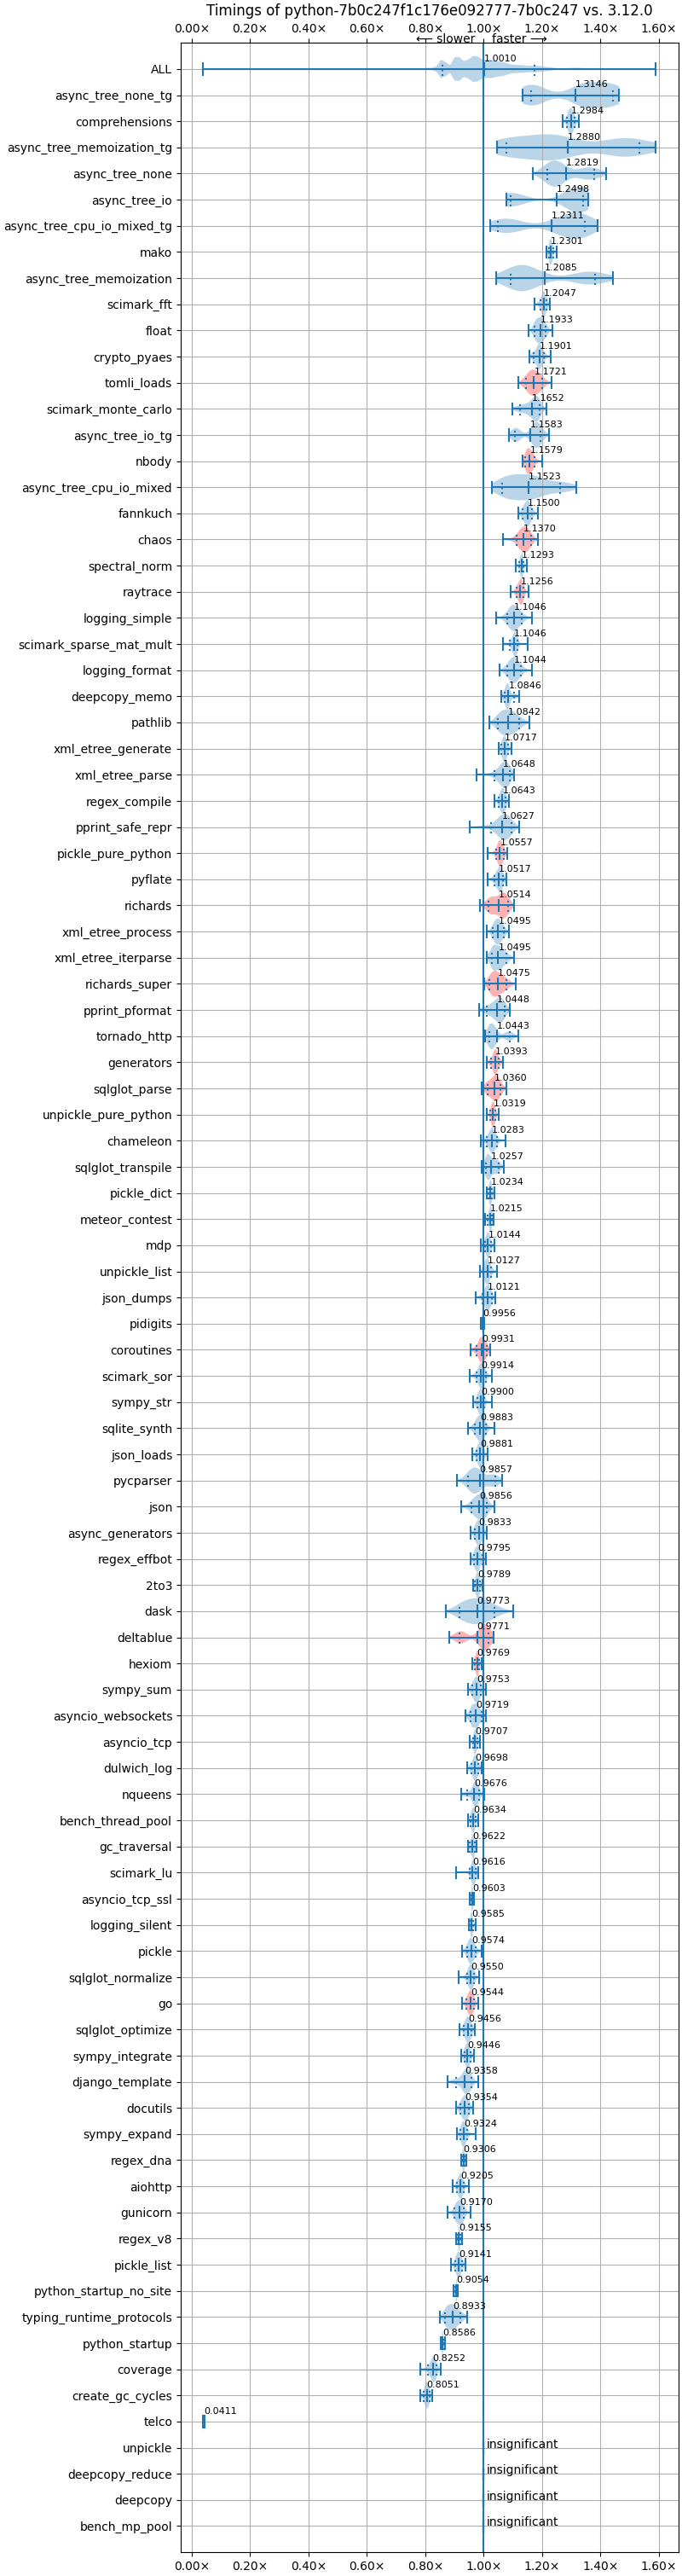 Timings of python-7b0c247f1c176e092777-7b0c247 vs. 3.12.0
0.00× 0.20× 0.40× 0.60× 0.80× 1.00× 1.20× 1.40× 1.60×
⟵ slower faster ⟶
ALL 1.0010
async_tree_none_tg 1.3146
comprehensions 1.2984
async_tree_memoization_tg 1.2880
async_tree_none 1.2819
async_tree_io 1.2498
async_tree_cpu_io_mixed_tg 1.2311
mako 1.2301
async_tree_memoization 1.2085
scimark_fft 1.2047
float 1.1933
crypto_pyaes 1.1901
tomli_loads 1.1721
scimark_monte_carlo 1.1652
async_tree_io_tg 1.1583
nbody 1.1579
async_tree_cpu_io_mixed 1.1523
fannkuch 1.1500
chaos 1.1370
spectral_norm 1.1293
raytrace 1.1256
logging_simple 1.1046
scimark_sparse_mat_mult 1.1046
logging_format 1.1044
deepcopy_memo 1.0846
pathlib 1.0842
xml_etree_generate 1.0717
xml_etree_parse 1.0648
regex_compile 1.0643
pprint_safe_repr 1.0627
pickle_pure_python 1.0557
pyflate 1.0517
richards 1.0514
xml_etree_process 1.0495
xml_etree_iterparse 1.0495
richards_super 1.0475
pprint_pformat 1.0448
tornado_http 1.0443
generators 1.0393
sqlglot_parse 1.0360
unpickle_pure_python 1.0319
chameleon 1.0283
sqlglot_transpile 1.0257
pickle_dict 1.0234
meteor_contest 1.0215
mdp 1.0144
unpickle_list 1.0127
json_dumps 1.0121
pidigits 0.9956
coroutines 0.9931
scimark_sor 0.9914
sympy_str 0.9900
sqlite_synth 0.9883
json_loads 0.9881
pycparser 0.9857
json 0.9856
async_generators 0.9833
regex_effbot 0.9795
2to3 0.9789
dask 0.9773
deltablue 0.9771
hexiom 0.9769
sympy_sum 0.9753
asyncio_websockets 0.9719
asyncio_tcp 0.9707
dulwich_log 0.9698
nqueens 0.9676
bench_thread_pool 0.9634
gc_traversal 0.9622
scimark_lu 0.9616
asyncio_tcp_ssl 0.9603
logging_silent 0.9585
pickle 0.9574
sqlglot_normalize 0.9550
go 0.9544
sqlglot_optimize 0.9456
sympy_integrate 0.9446
django_template 0.9358
docutils 0.9354
sympy_expand 0.9324
regex_dna 0.9306
aiohttp 0.9205
gunicorn 0.9170
regex_v8 0.9155
pickle_list 0.9141
python_startup_no_site 0.9054
typing_runtime_protocols 0.8933
python_startup 0.8586
coverage 0.8252
create_gc_cycles 0.8051
telco 0.0411
unpickle insignificant
deepcopy_reduce insignificant
deepcopy insignificant
bench_mp_pool insignificant
0.00× 0.20× 0.40× 0.60× 0.80× 1.00× 1.20× 1.40× 1.60×